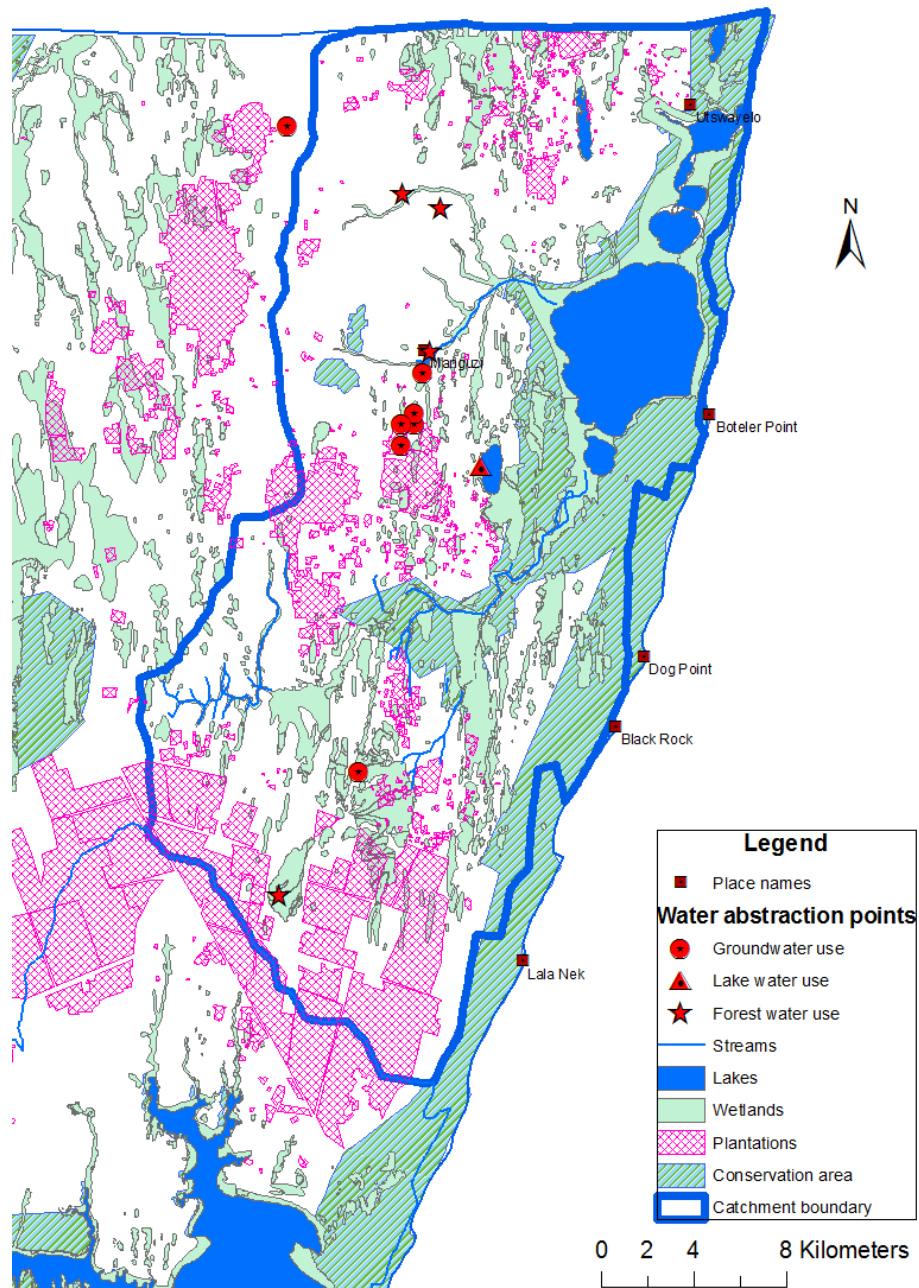 Utswayelo
N
Manguzi
Boteler Point
Dog Point
Black Rock
Lala Nek
Legend
Place names
Water abstraction points
Groundwater use
Lake water use
Forest water use
Streams
Lakes
Wetlands
Plantations
Conservation area
Catchment boundary
0 2 4 8 Kilometers